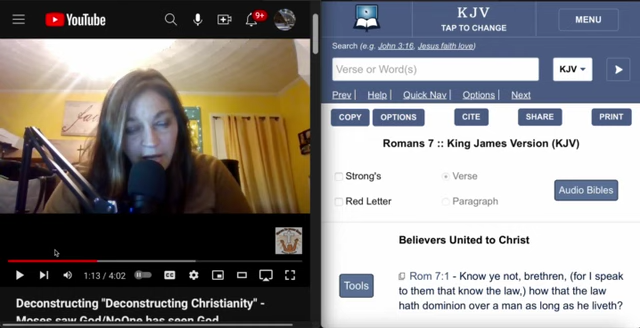 YouTube
9+
1:13 / 4:02
CC
Deconstructing "Deconstructing Christianity" -
Moses saw God/NoOne has seen God
KJV
TAP TO CHANGE
MENU
Search (e.g. John 3:16, Jesus faith love)
Verse or Word(s)
KJV
Prev | Help | Quick Nav | Options | Next
COPY
OPTIONS
CITE
SHARE
PRINT
Romans 7 :: King James Version (KJV)
Strong's
Verse
Red Letter
Paragraph
Audio Bibles
Believers United to Christ
Tools
Rom 7:1 - Know ye not, brethren, (for I speak
to them that know the law,) how that the law
hath dominion over a man as long as he liveth?